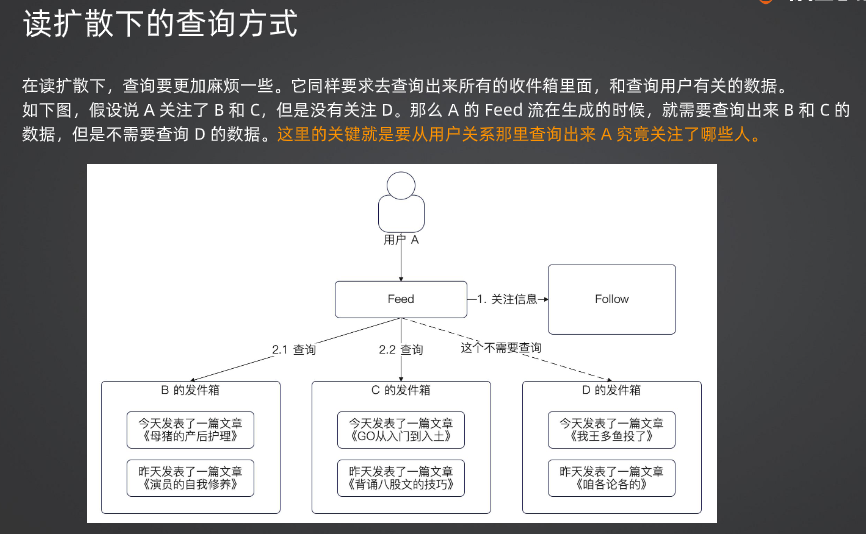 读扩散下的查询方式
在读扩散下，查询要更加麻烦一些。它同样要求去查询出来所有的收件箱里面，和查询用户有关的数据。
如下图，假设说 A 关注了 B 和 C，但是没有关注 D。那么 A 的 Feed 流在生成的时候，就需要查询出来 B 和 C 的
数据，但是不需要查询 D 的数据。这里的关键就是要从用户关系那里查询出来 A 究竟关注了哪些人。
用户 A
Feed
1. 关注信息
Follow
2.1 查询
2.2 查询
这个不需要查询
B 的发件箱
今天发表了一篇文章
《母猪的产后护理》
昨天发表了一篇文章
《演员的自我修养》
C 的发件箱
今天发表了一篇文章
《GO从入门到入土》
昨天发表了一篇文章
《背诵八股文的技巧》
D 的发件箱
今天发表了一篇文章
《我王多鱼投了》
昨天发表了一篇文章
《咱各论各的》